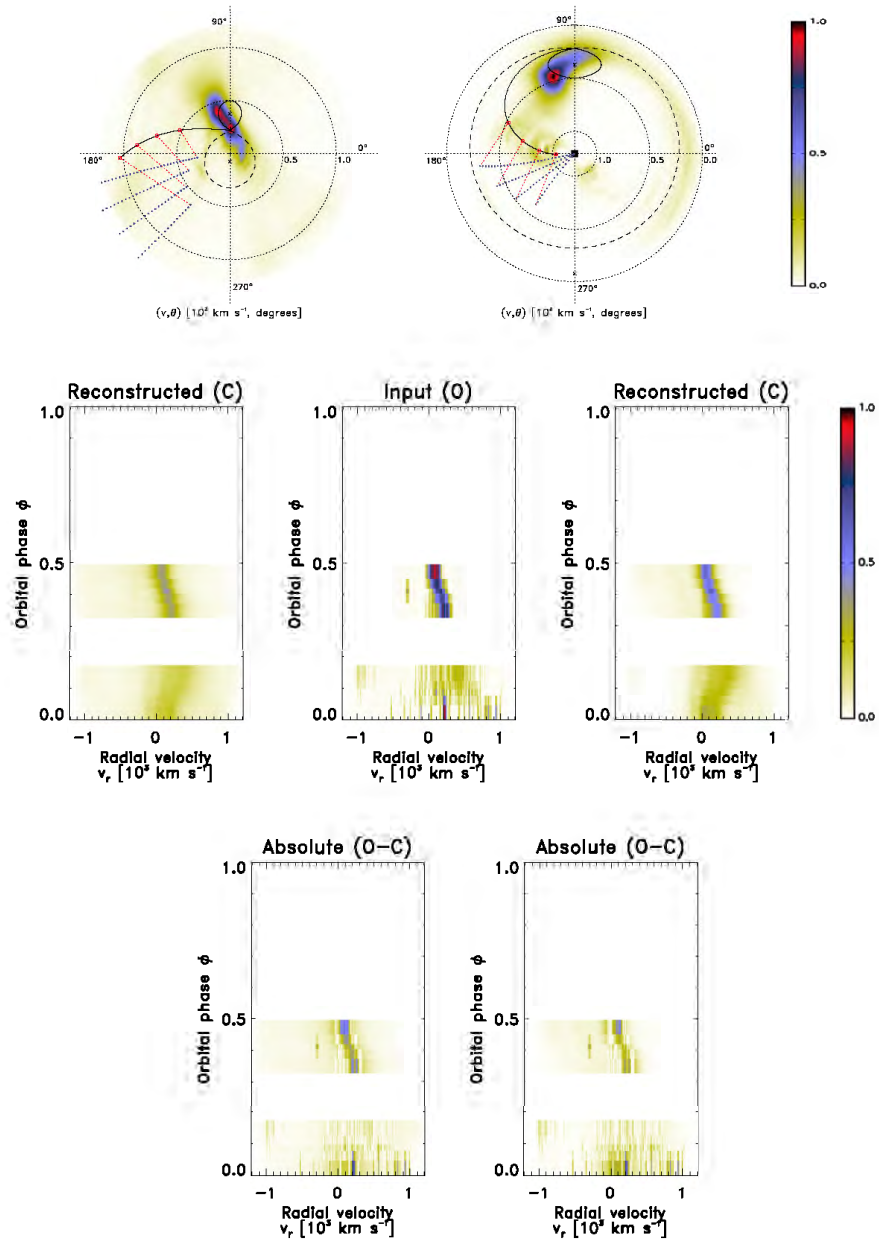 90°
180°
0°
0.5
1.0
270°
(v,θ) [10³ km s⁻¹, degrees]
90°
180°
0°
1.0
0.5
0.0
270°
(v,θ) [10³ km s⁻¹, degrees]
1.0
0.5
0.0
Reconstructed (C)
1.0
0.5
0.0
Orbital phase ϕ
-1 0 1
Radial velocity
v_r [10³ km s⁻¹]
Input (O)
1.0
0.5
0.0
Orbital phase ϕ
-1 0 1
Radial velocity
v_r [10³ km s⁻¹]
Reconstructed (C)
1.0
0.5
0.0
Orbital phase ϕ
-1 0 1
Radial velocity
v_r [10³ km s⁻¹]
1.0
0.5
0.0
Absolute (O-C)
1.0
0.5
0.0
Orbital phase ϕ
-1 0 1
Radial velocity
v_r [10³ km s⁻¹]
Absolute (O-C)
1.0
0.5
0.0
Orbital phase ϕ
-1 0 1
Radial velocity
v_r [10³ km s⁻¹]